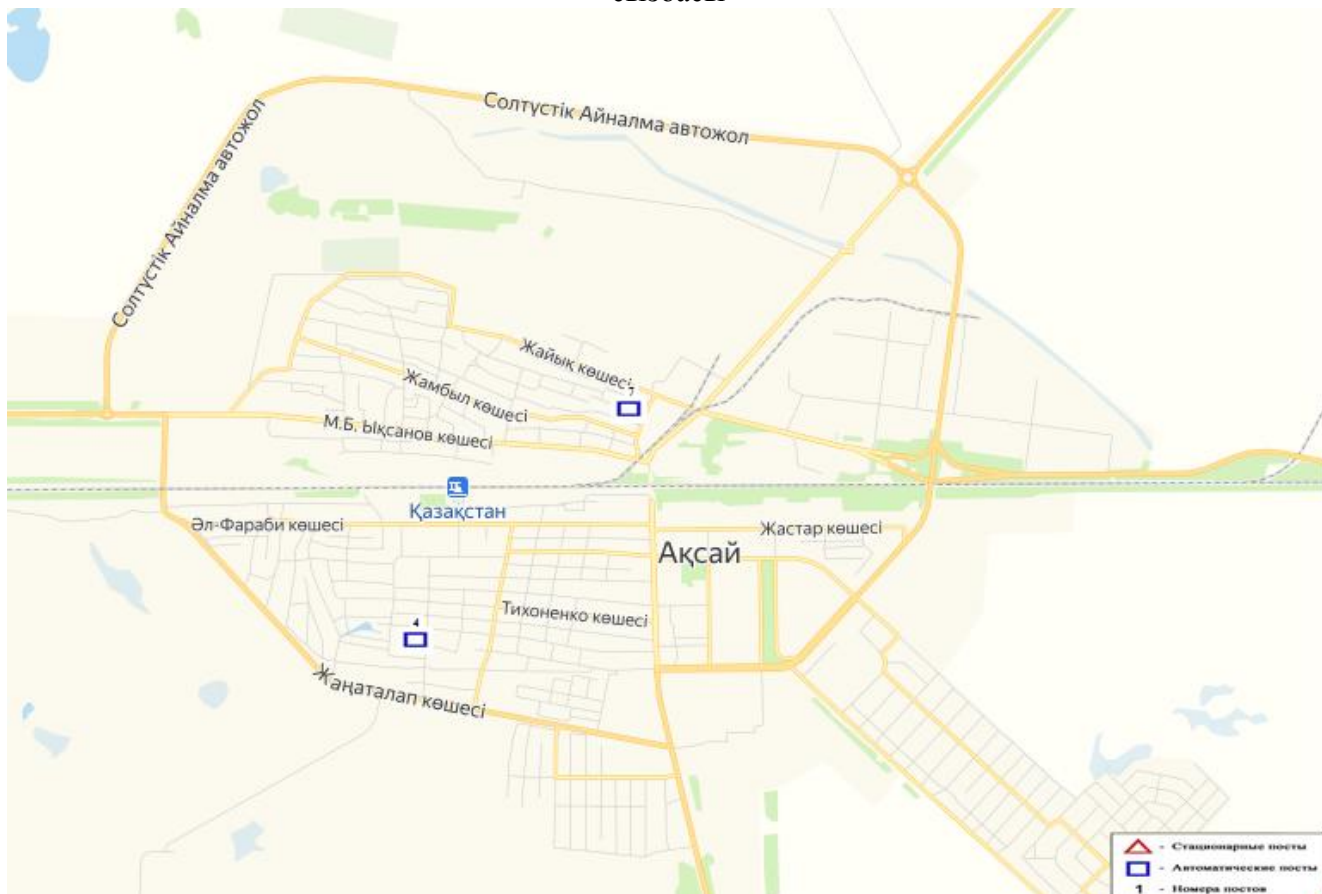 Солтүстік Айналма автожол
Солтүстік Айналма автожол
Жайық көшесі
Жамбыл көшесі
М.Б. Ықсанов көшесі
Қазақстан
Әл-Фараби көшесі
Жастар көшесі
Ақсай
Тихоненко көшесі
4
Жаңаталап көшесі
- Стационарные посты
- Автоматические посты
1 - Номера постов